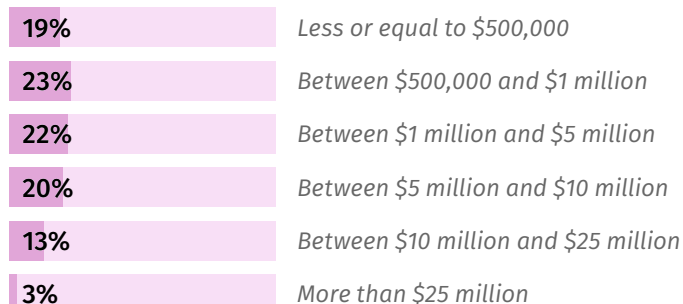 19% Less or equal to $500,000
23% Between $500,000 and $1 million
22% Between $1 million and $5 million
20% Between $5 million and $10 million
13% Between $10 million and $25 million
3% More than $25 million